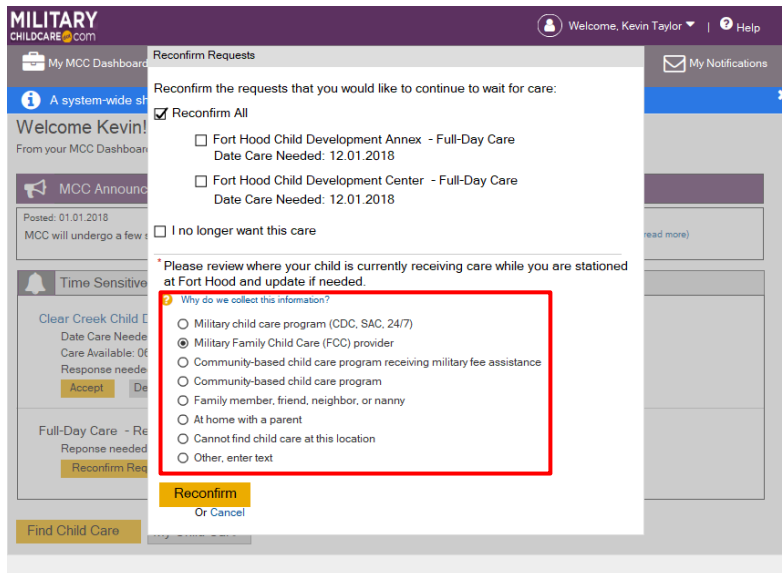 MILITARY
CHILDCARE.com
Welcome, Kevin Taylor | Help
My MCC Dashboard
My Notifications
A system-wide
Welcome Kevin!
From your MCC Dashboard
MCC
Posted: 01.01.2018
MCC will undergo a few
read more)
Time Sensitive
Clear Creek Child
Date Care
Care Available:
Response
Accept
Full-Day Care -
Reponse needed
Reconfirm
Find Child Care
Reconfirm Requests
Reconfirm the requests that you would like to continue to wait for care:
Reconfirm All
Fort Hood Child Development Annex - Full-Day Care
Date Care Needed: 12.01.2018
Fort Hood Child Development Center - Full-Day Care
Date Care Needed: 12.01.2018
I no longer want this care
*Please review where your child is currently receiving care while you are stationed
at Fort Hood and update if needed.
Why do we collect this information?
Military child care program (CDC, SAC, 24/7)
Military Family Child Care (FCC) provider
Community-based child care program receiving military fee assistance
Community-based child care program
Family member, friend, neighbor, or nanny
At home with a parent
Cannot find child care at this location
Other, enter text
Reconfirm
Or Cancel